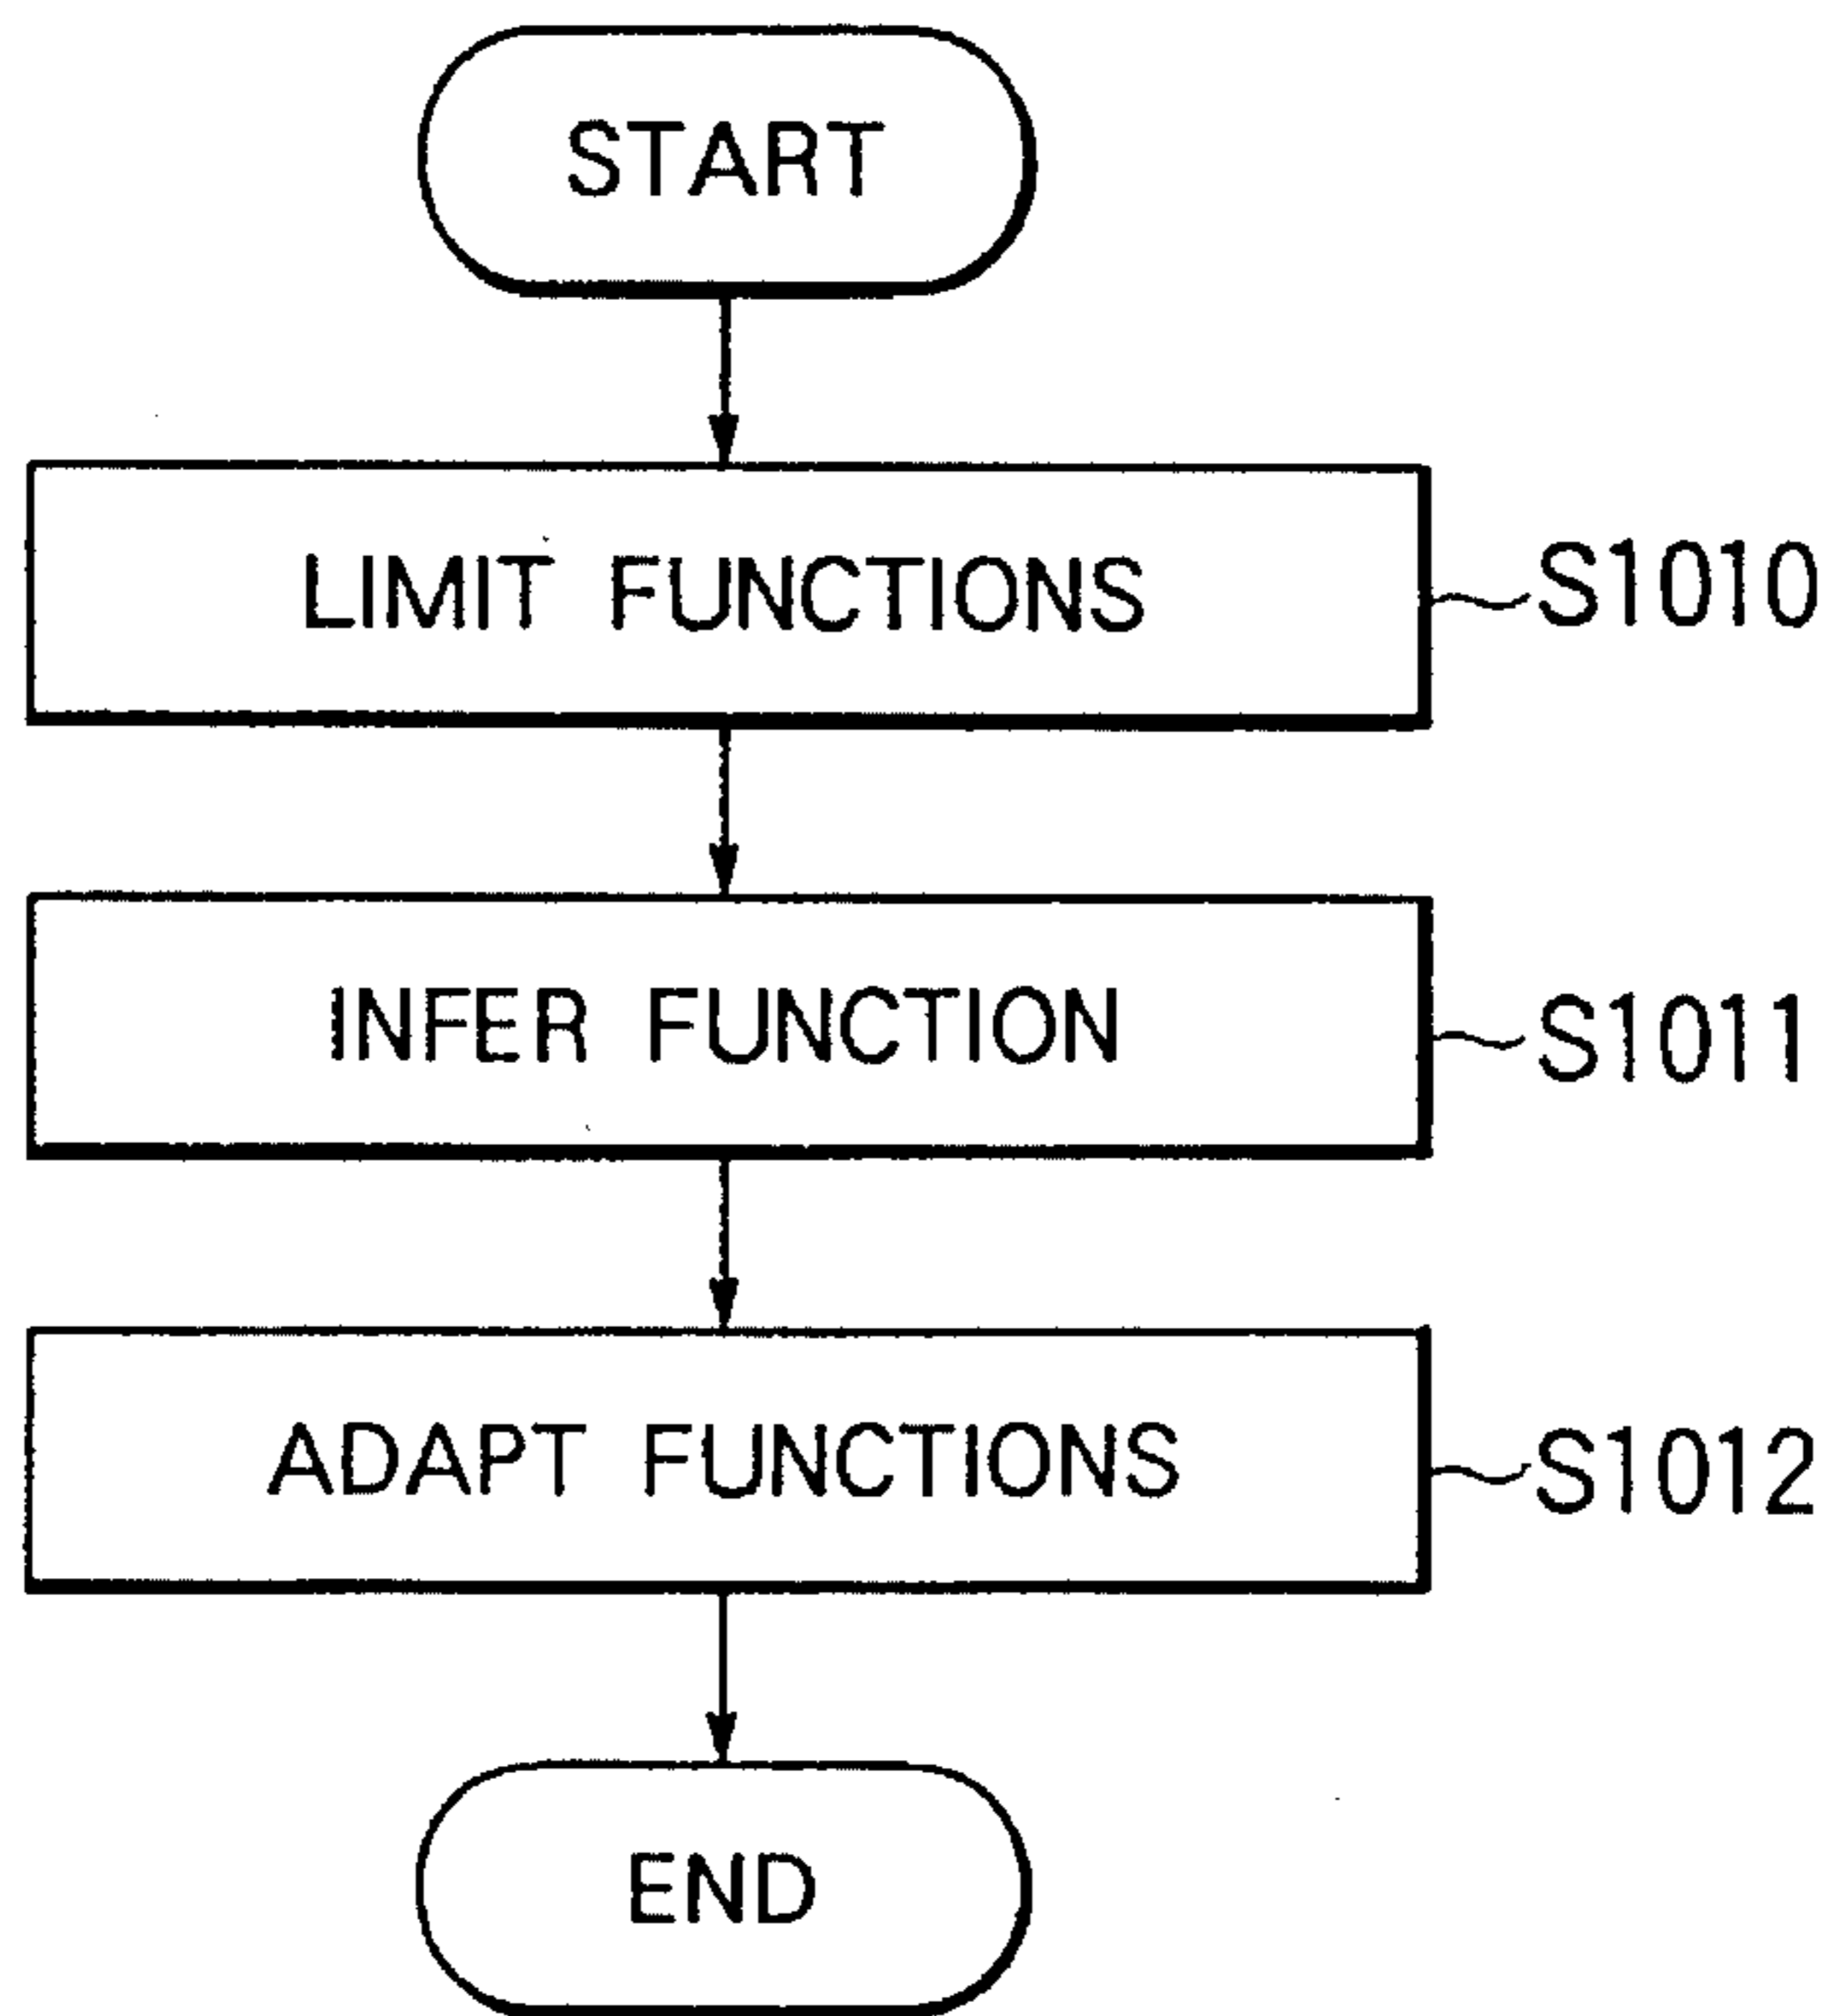 START
LIMIT FUNCTIONS
S1010
INFER FUNCTION
S1011
ADAPT FUNCTIONS
S1012
END